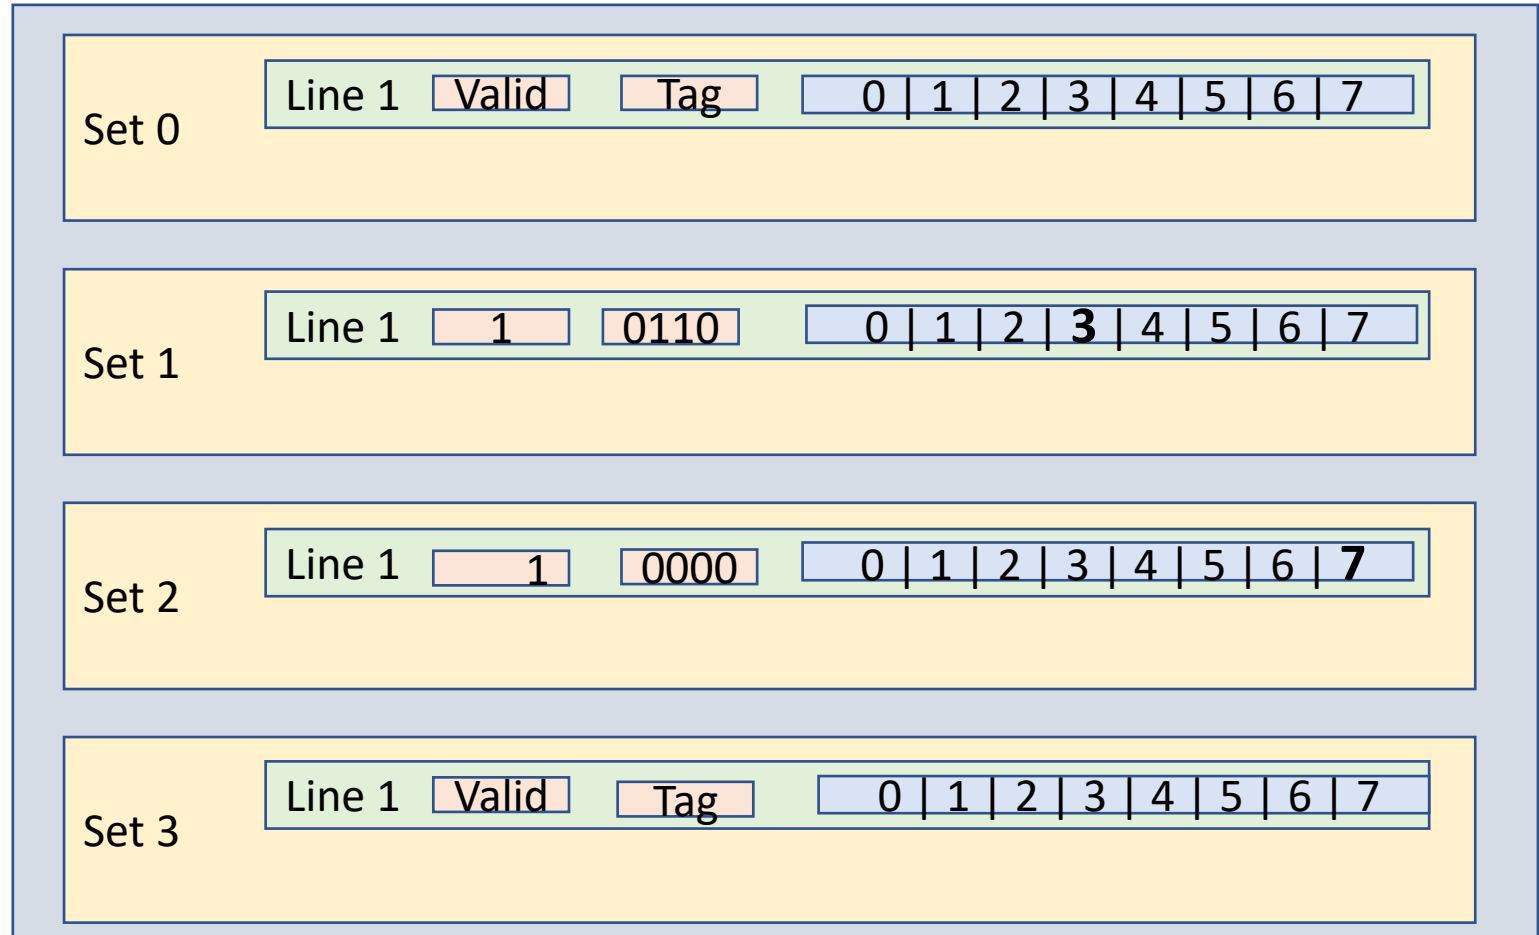 Line 1 Valid Tag 0 | 1 | 2 | 3 | 4 | 5 | 6 | 7
Set 0
Line 1 1 0110 0 | 1 | 2 | 3 | 4 | 5 | 6 | 7
Set 1
Line 1 1 0000 0 | 1 | 2 | 3 | 4 | 5 | 6 | 7
Set 2
Line 1 Valid Tag 0 | 1 | 2 | 3 | 4 | 5 | 6 | 7
Set 3